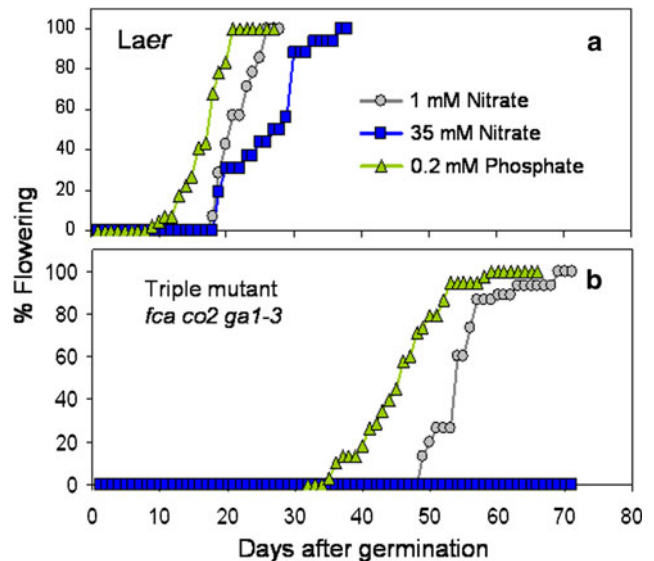 Laer
a
100
80
60
40
20
0
1 mM Nitrate
35 mM Nitrate
0.2 mM Phosphate
% Flowering
b
Triple mutant
fca co2 ga1-3
100
80
60
40
20
0
0 10 20 30 40 50 60 70 80
Days after germination